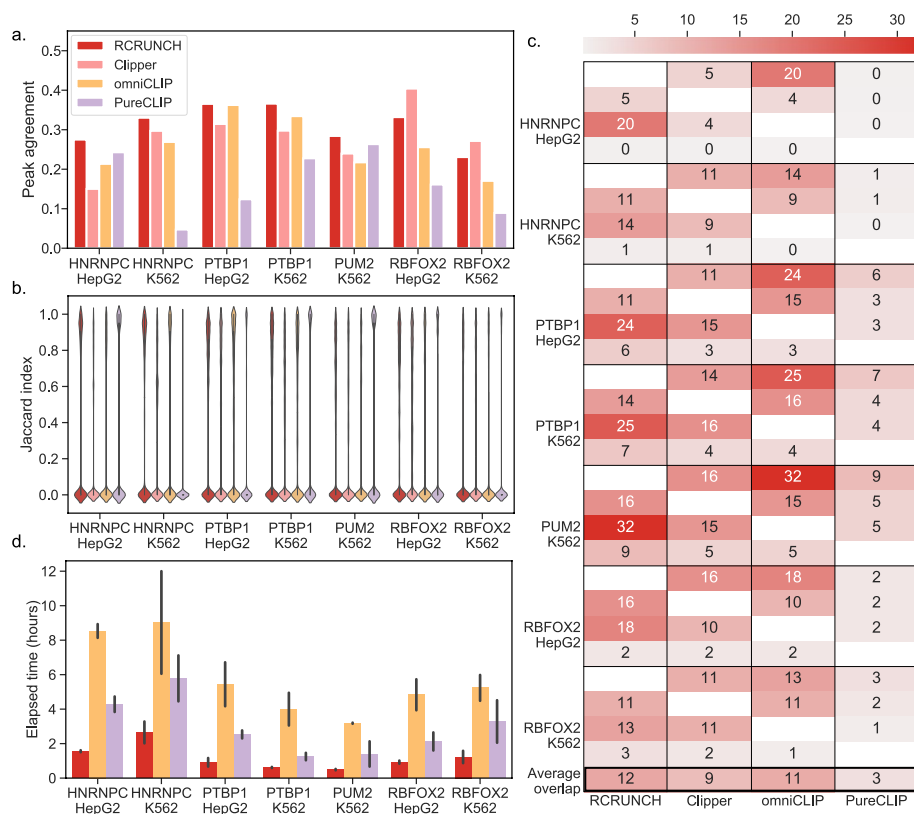 a.
0.5
0.4
0.3
0.2
0.1
0.0
Peak agreement
RCRUNCH
Clipper
omniCLIP
PureCLIP
HNRNPC HNRNPC PTBP1 PTBP1 PUM2 RBFOX2 RBFOX2
HepG2 K562 HepG2 K562 K562 HepG2 K562
b.
1.0
0.8
0.6
0.4
0.2
0.0
Jaccard index
HNRNPC HNRNPC PTBP1 PTBP1 PUM2 RBFOX2 RBFOX2
HepG2 K562 HepG2 K562 K562 HepG2 K562
d.
12
10
8
6
4
2
0
Elapsed time (hours)
HNRNPC HNRNPC PTBP1 PTBP1 PUM2 RBFOX2 RBFOX2
HepG2 K562 HepG2 K562 K562 HepG2 K562
c.
5 10 15 20 25 30
5 20 0
5 4 0
HNRNPC
HepG2
20 4 0
0 0 0
11 14 1
11 9 1
HNRNPC
K562
14 9 0
1 1 0
11 24 6
11 15 3
PTBP1
HepG2
24 15 3
6 3 3
14 25 7
14 16 4
PTBP1
K562
25 16 4
7 4 4
16 32 9
16 15 5
PUM2
K562
32 15 5
9 5 5
16 18 2
16 10 2
RBFOX2
HepG2
18 10 2
2 2 2
11 13 3
11 11 2
RBFOX2
K562
13 11 1
3 2 1
Average
overlap
12 9 11 3
RCRUNCH Clipper omniCLIP PureCLIP